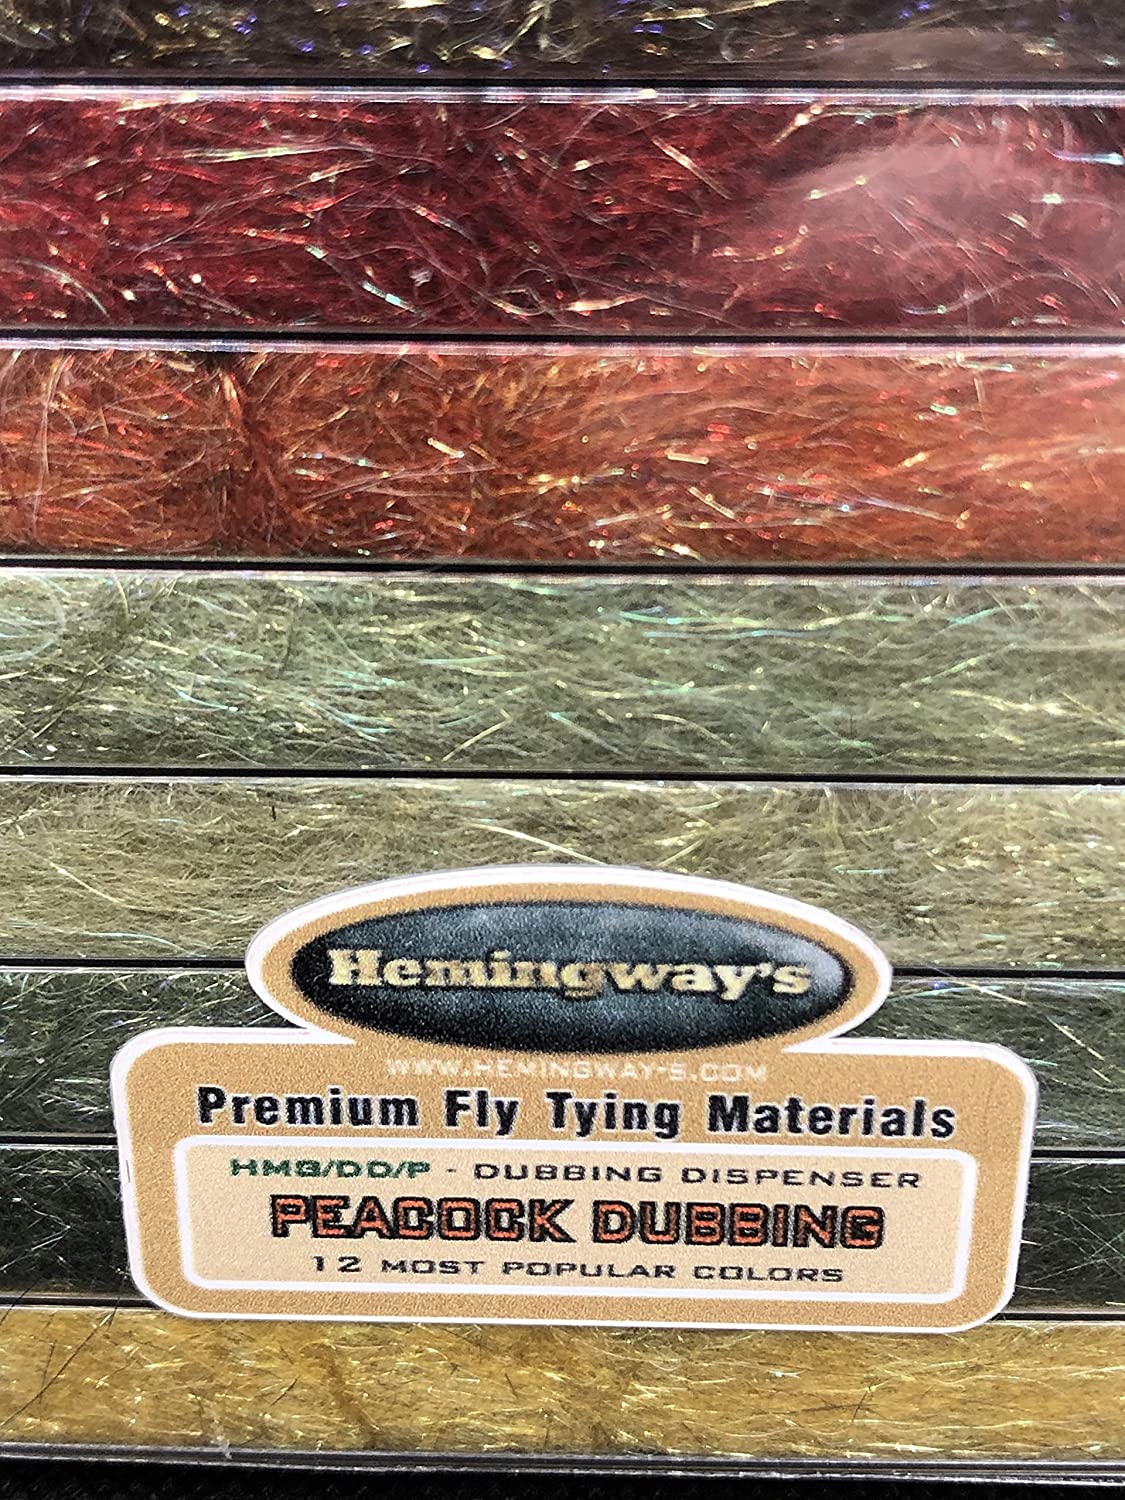 Hemingway's
WWW.HEMINGWAY-S.COM
Premium Fly Tying Materials
HMG/DD/P - DUBBING DISPENSER
PEACOCK DUBBING
12 MOST POPULAR COLORS